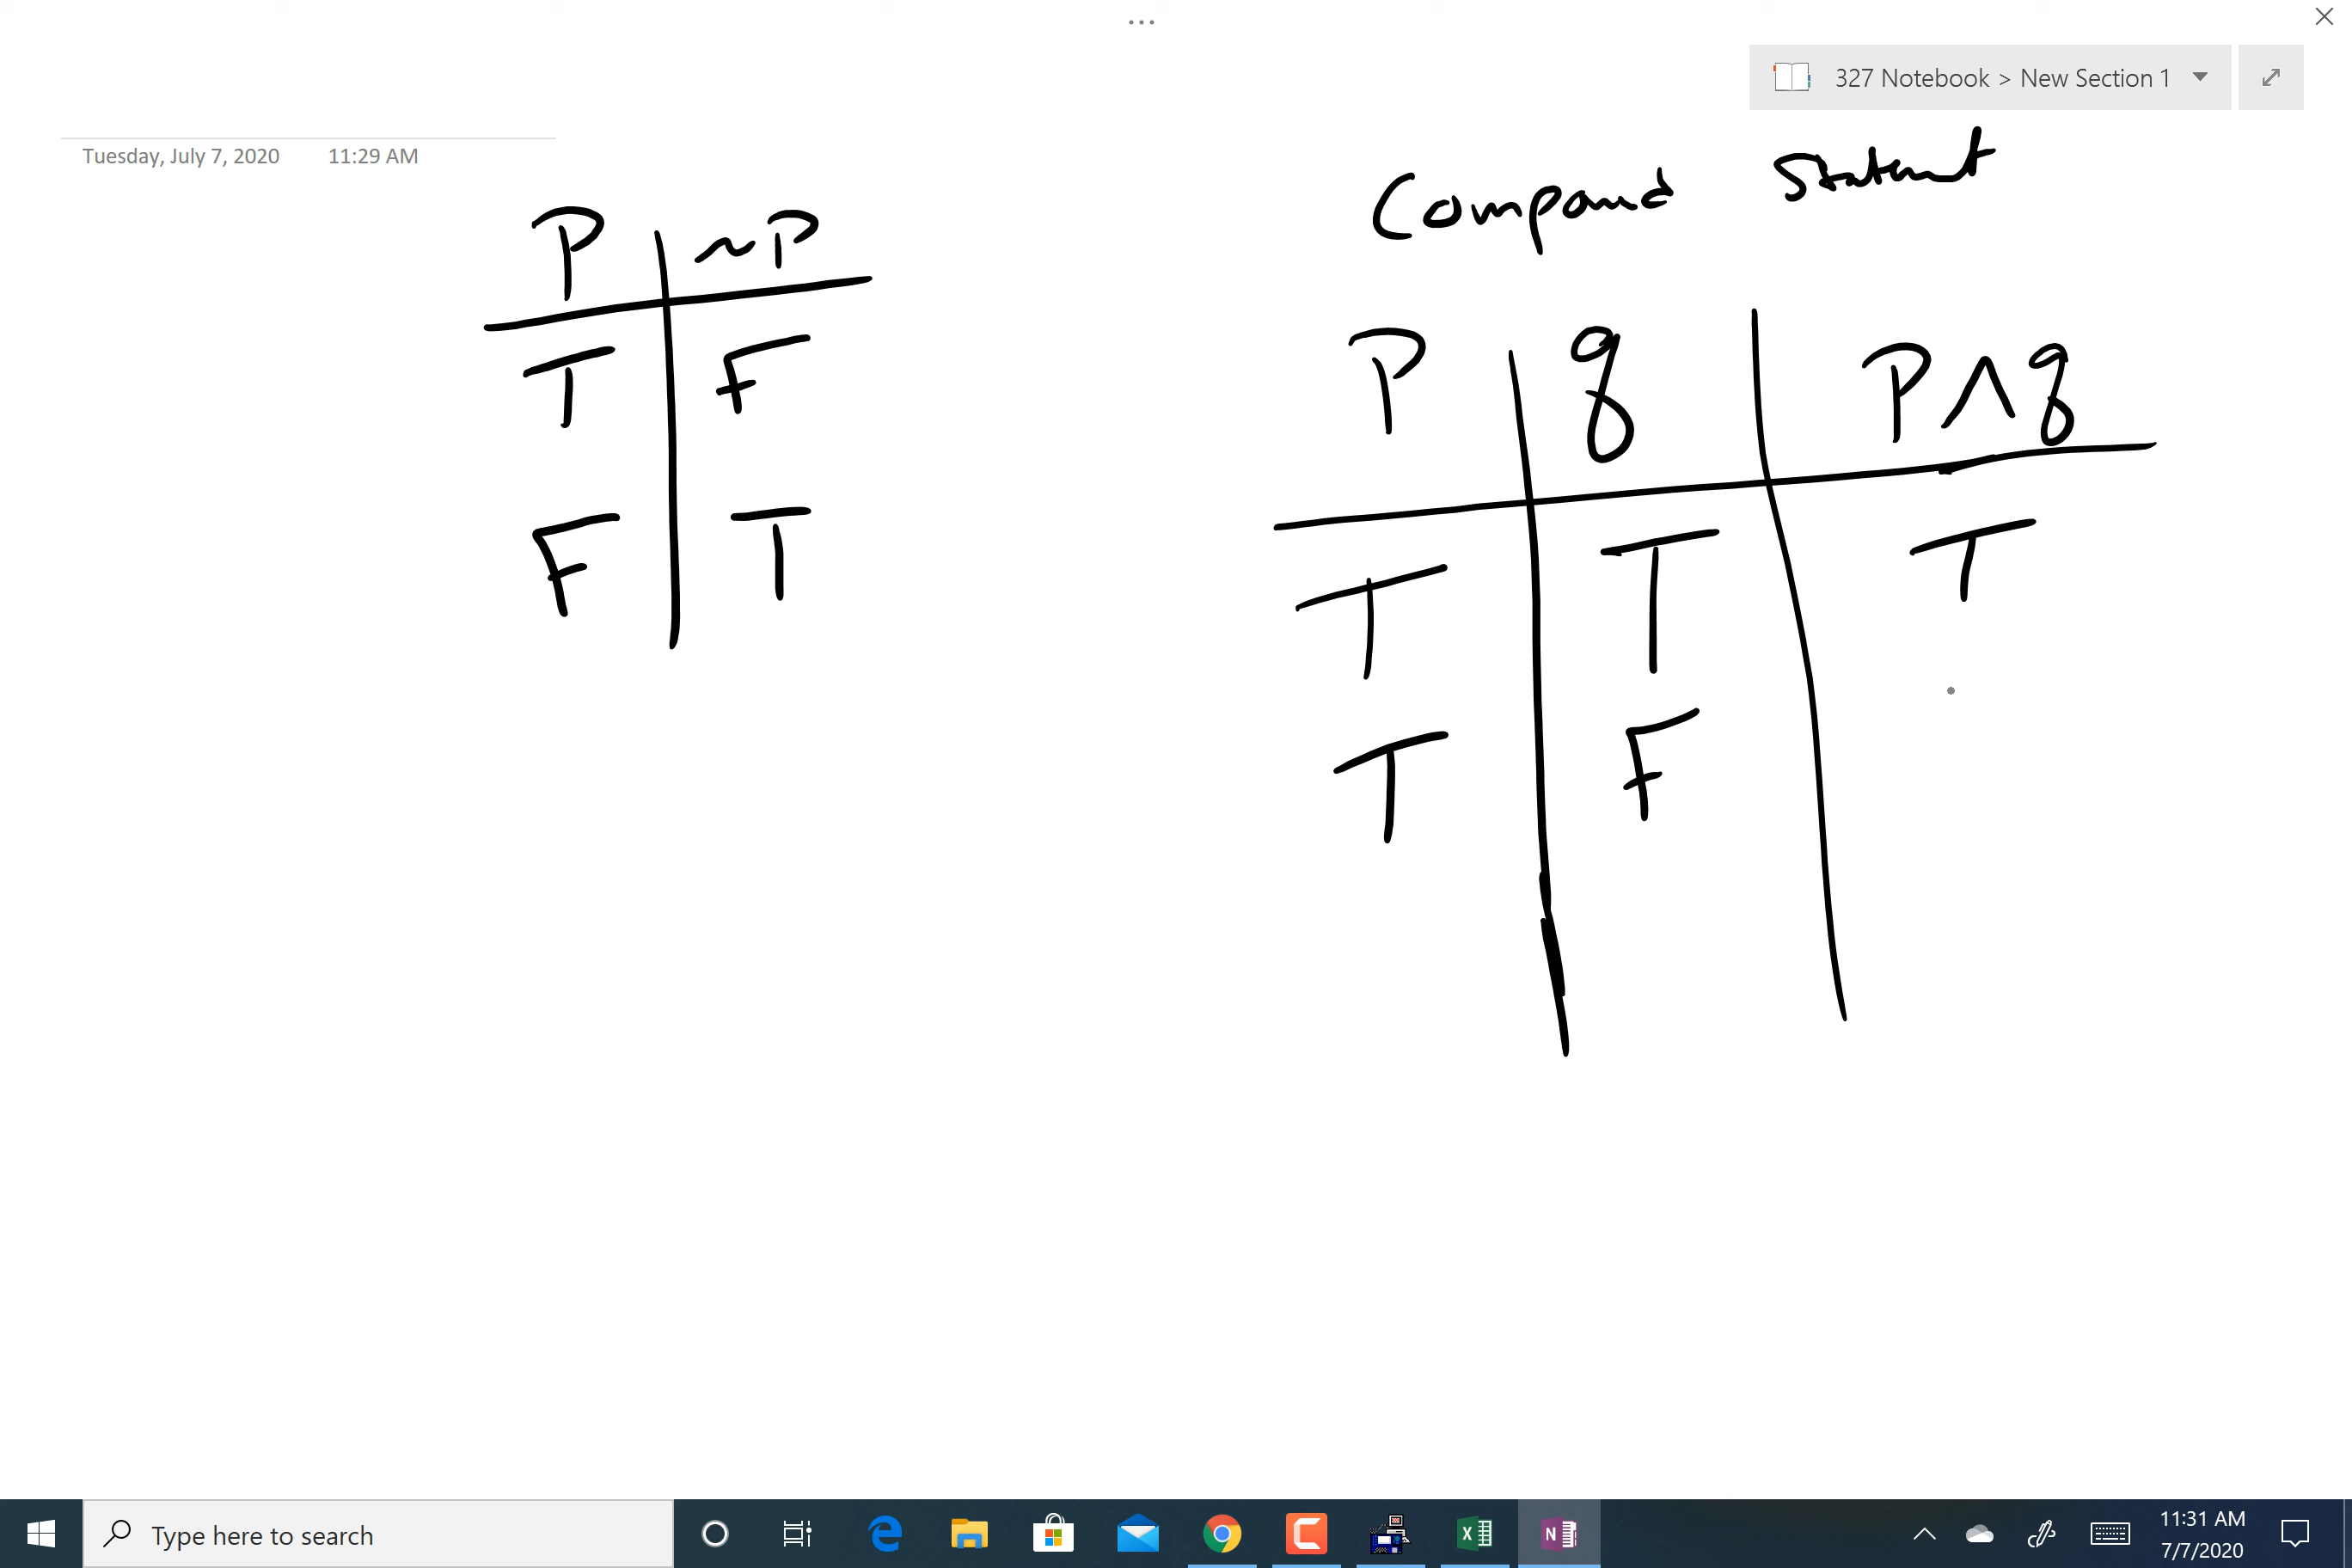 ...
327 Notebook > New Section 1
Tuesday, July 7, 2020 11:29 AM
Compound Statement
P ~P
T F
F T
P q P∧q
T T T
T F
Type here to search
11:31 AM
7/7/2020